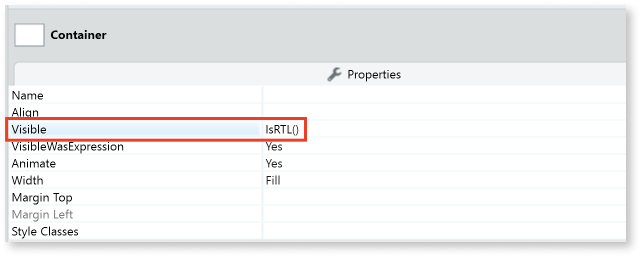 Container
Properties
Name
Align
Visible IsRTL()
VisibleWasExpression Yes
Animate Yes
Width Fill
Margin Top
Margin Left
Style Classes